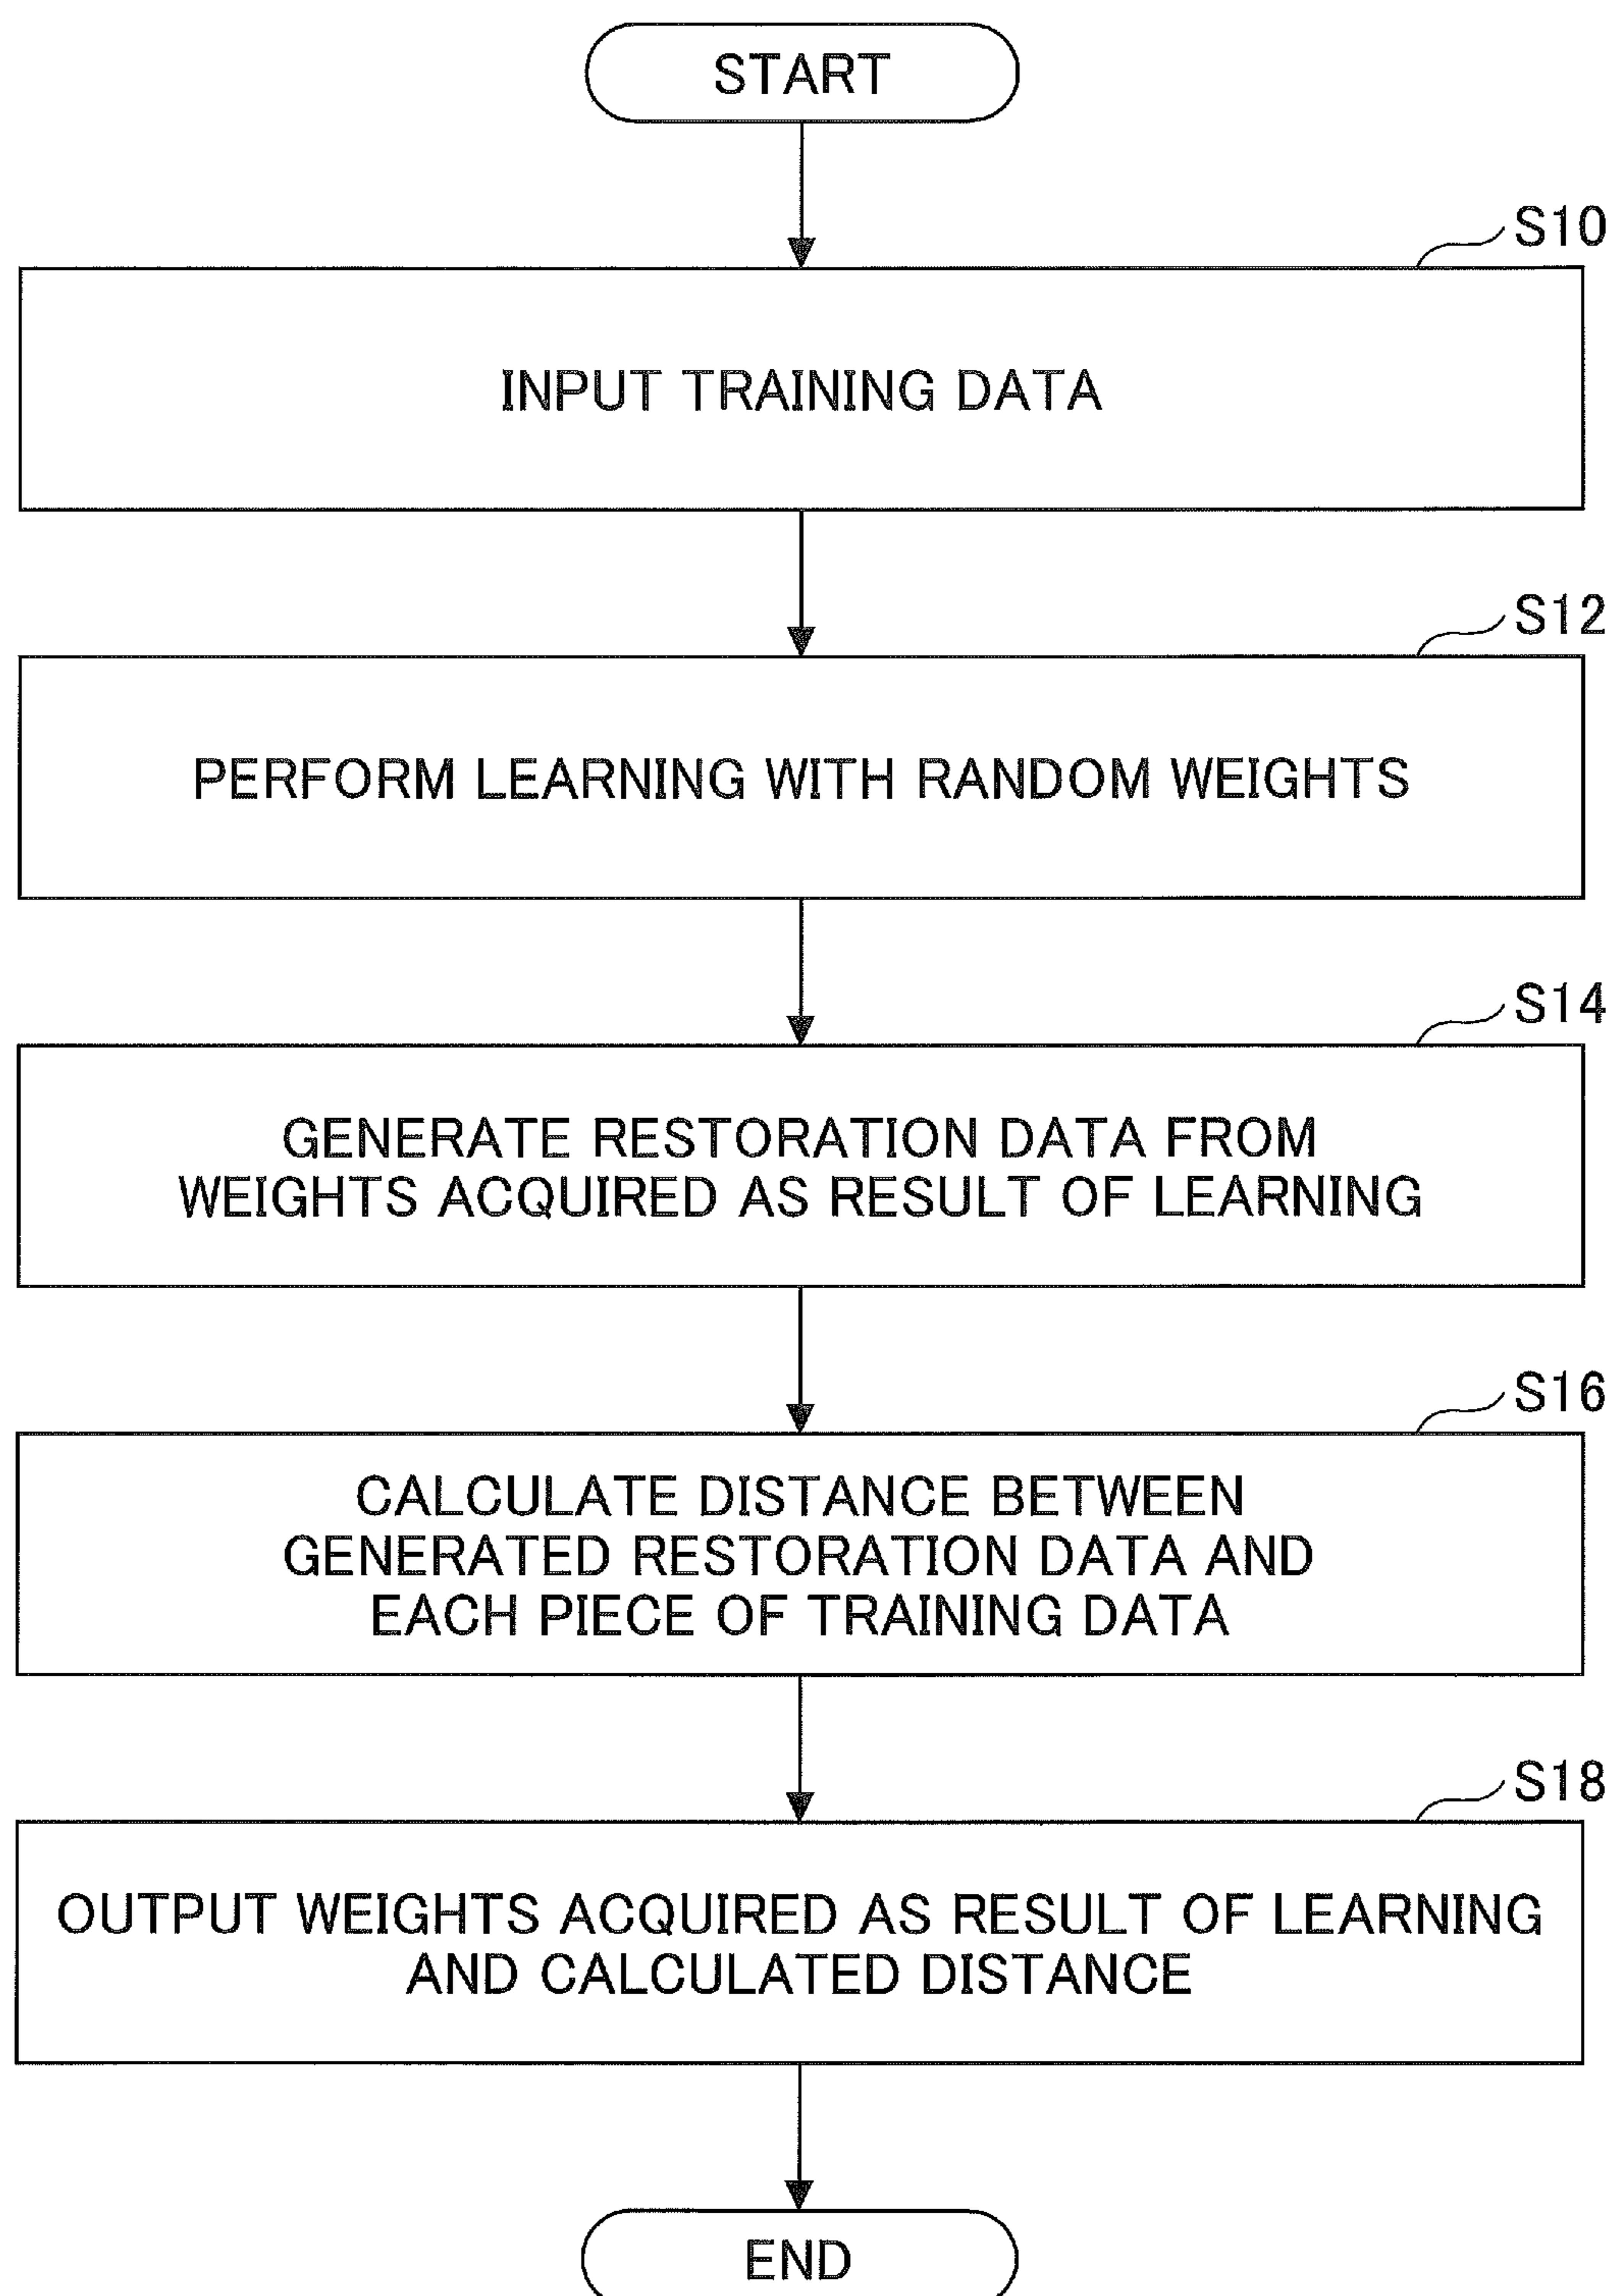 START
S10
INPUT TRAINING DATA
S12
PERFORM LEARNING WITH RANDOM WEIGHTS
S14
GENERATE RESTORATION DATA FROM
WEIGHTS ACQUIRED AS RESULT OF LEARNING
S16
CALCULATE DISTANCE BETWEEN
GENERATED RESTORATION DATA AND
EACH PIECE OF TRAINING DATA
S18
OUTPUT WEIGHTS ACQUIRED AS RESULT OF LEARNING
AND CALCULATED DISTANCE
END